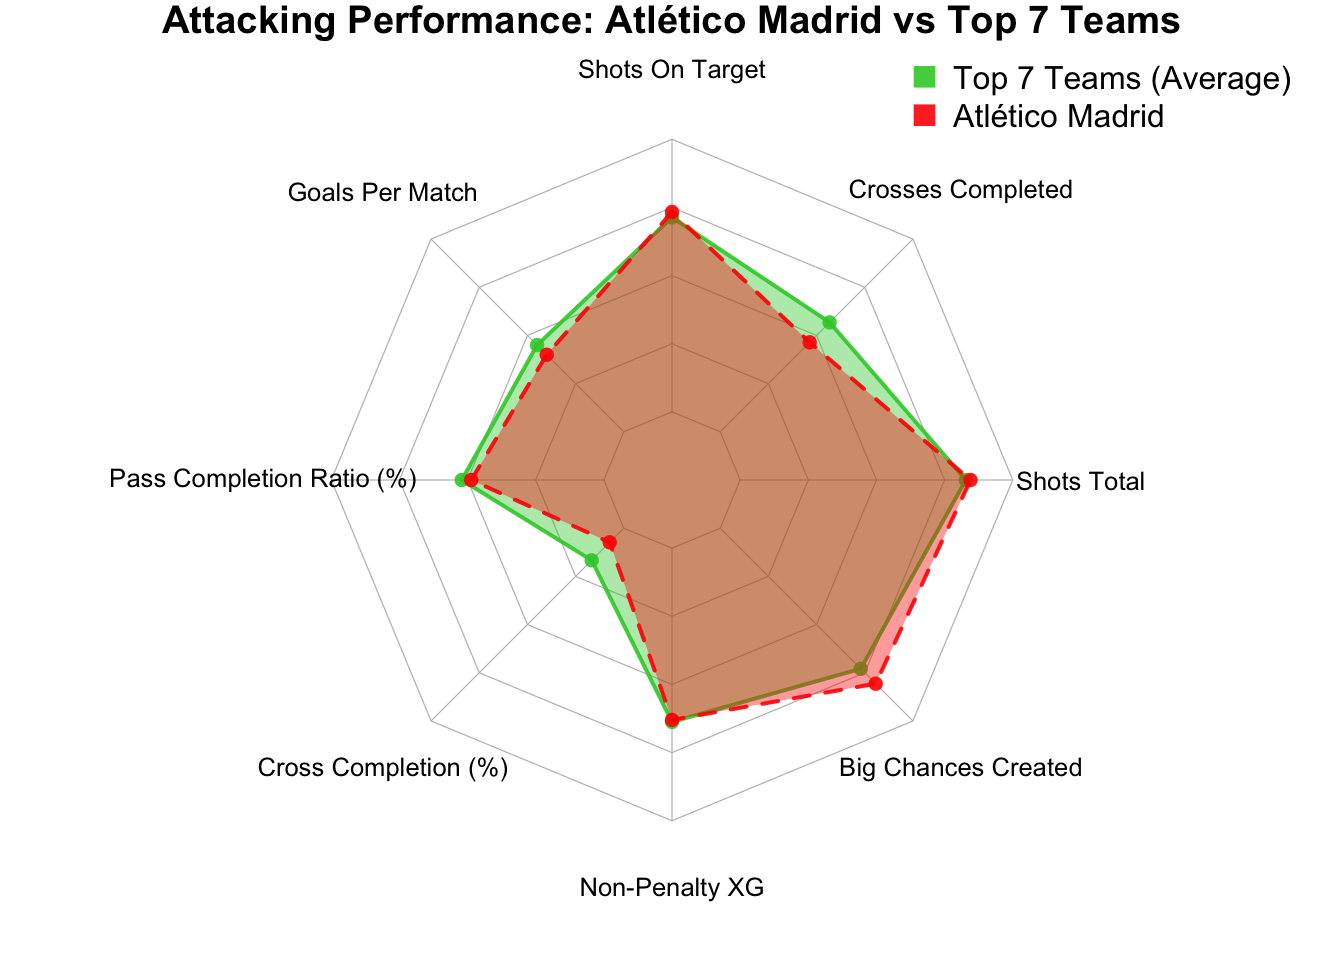 Attacking Performance: Atlético Madrid vs Top 7 Teams
Shots On Target
Top 7 Teams (Average)
Atlético Madrid
Goals Per Match
Crosses Completed
Pass Completion Ratio (%)
Shots Total
Cross Completion (%)
Big Chances Created
Non-Penalty XG